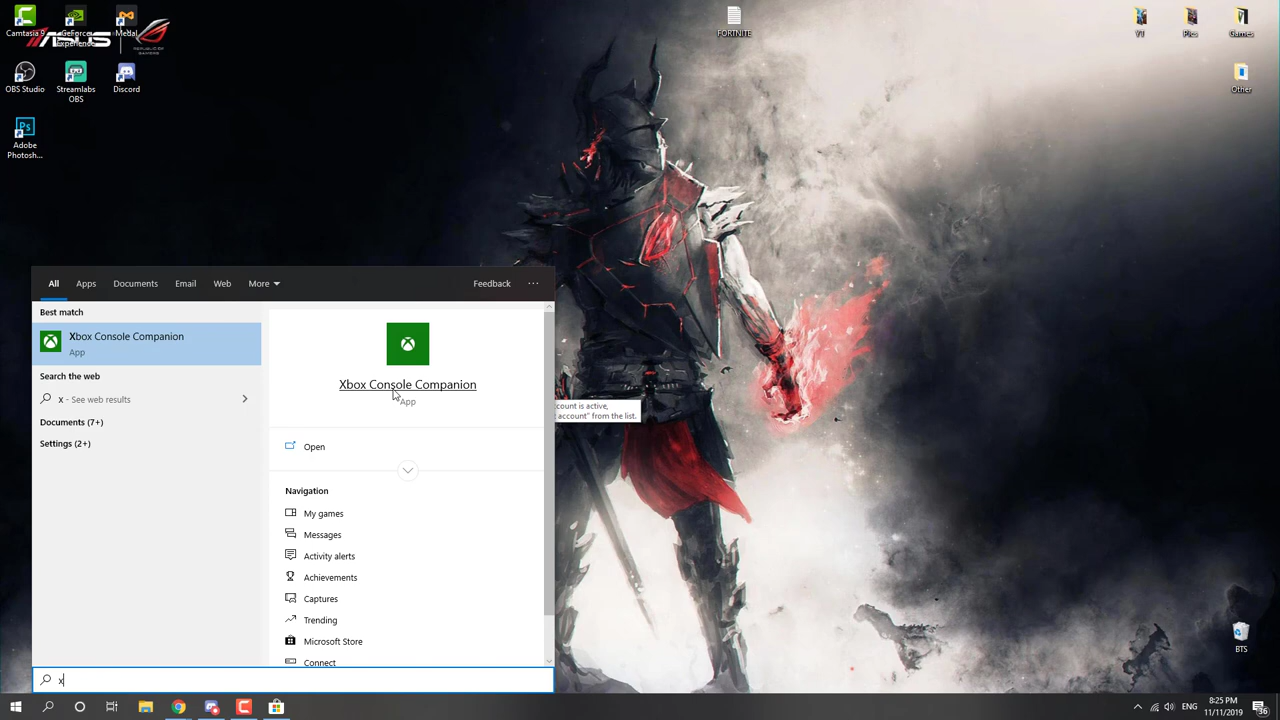 Camtasia 9
GeForce
Experience
Medal
ASUS
REPUBLIC OF
GAMERS
OBS Studio
Streamlabs
OBS
Discord
Adobe
Photosh...
FORTNITE
YT
Pics
Games
Other
BTS
All
Apps
Documents
Email
Web
More
Feedback
...
Best match
Xbox Console Companion
App
Search the web
x - See web results
Documents (7+)
Settings (2+)
Xbox Console Companion
App
count is active,
account" from the list.
Open
Navigation
My games
Messages
Activity alerts
Achievements
Captures
Trending
Microsoft Store
Connect
x
ENG
8:25 PM
11/11/2019
36